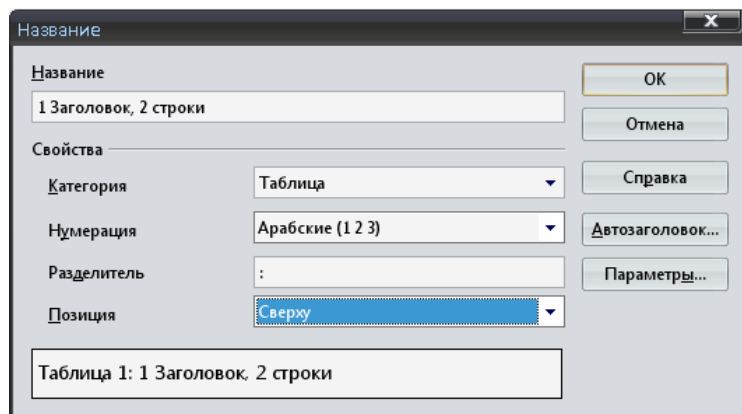 Название
X
Название
1 Заголовок, 2 строки
Свойства
Категория
Таблица
Нумерация
Арабские (1 2 3)
Разделитель
:
Позиция
Сверху
Таблица 1: 1 Заголовок, 2 строки
OK
Отмена
Справка
Автозаголовок...
Параметры...